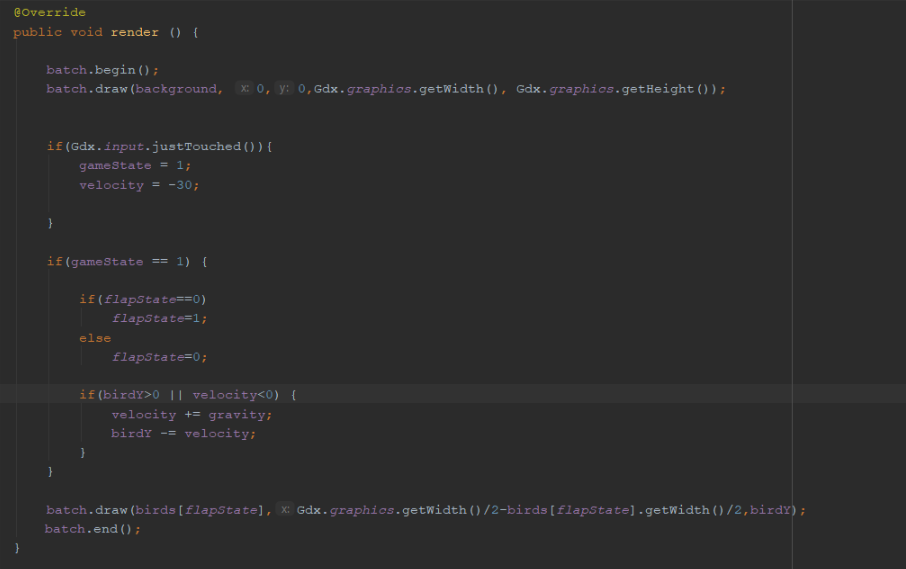 @Override
public void render () {
batch.begin();
batch.draw(background, x: 0, y: 0,Gdx.graphics.getWidth(), Gdx.graphics.getHeight());
if(Gdx.input.justTouched()){
gameState = 1;
velocity = -30;
}
if(gameState == 1) {
if(flapState==0)
flapState=1;
else
flapState=0;
if(birdY>0 || velocity<0) {
velocity += gravity;
birdY -= velocity;
}
}
batch.draw(birds[flapState], x: Gdx.graphics.getWidth()/2-birds[flapState].getWidth()/2,birdY);
batch.end();
}